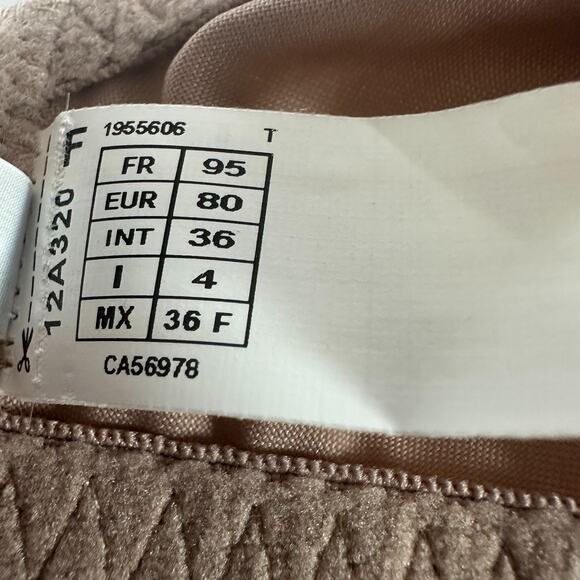 1955606 T
FR 95
EUR 80
INT 36
I 4
MX 36 F
CA56978
12A320 F